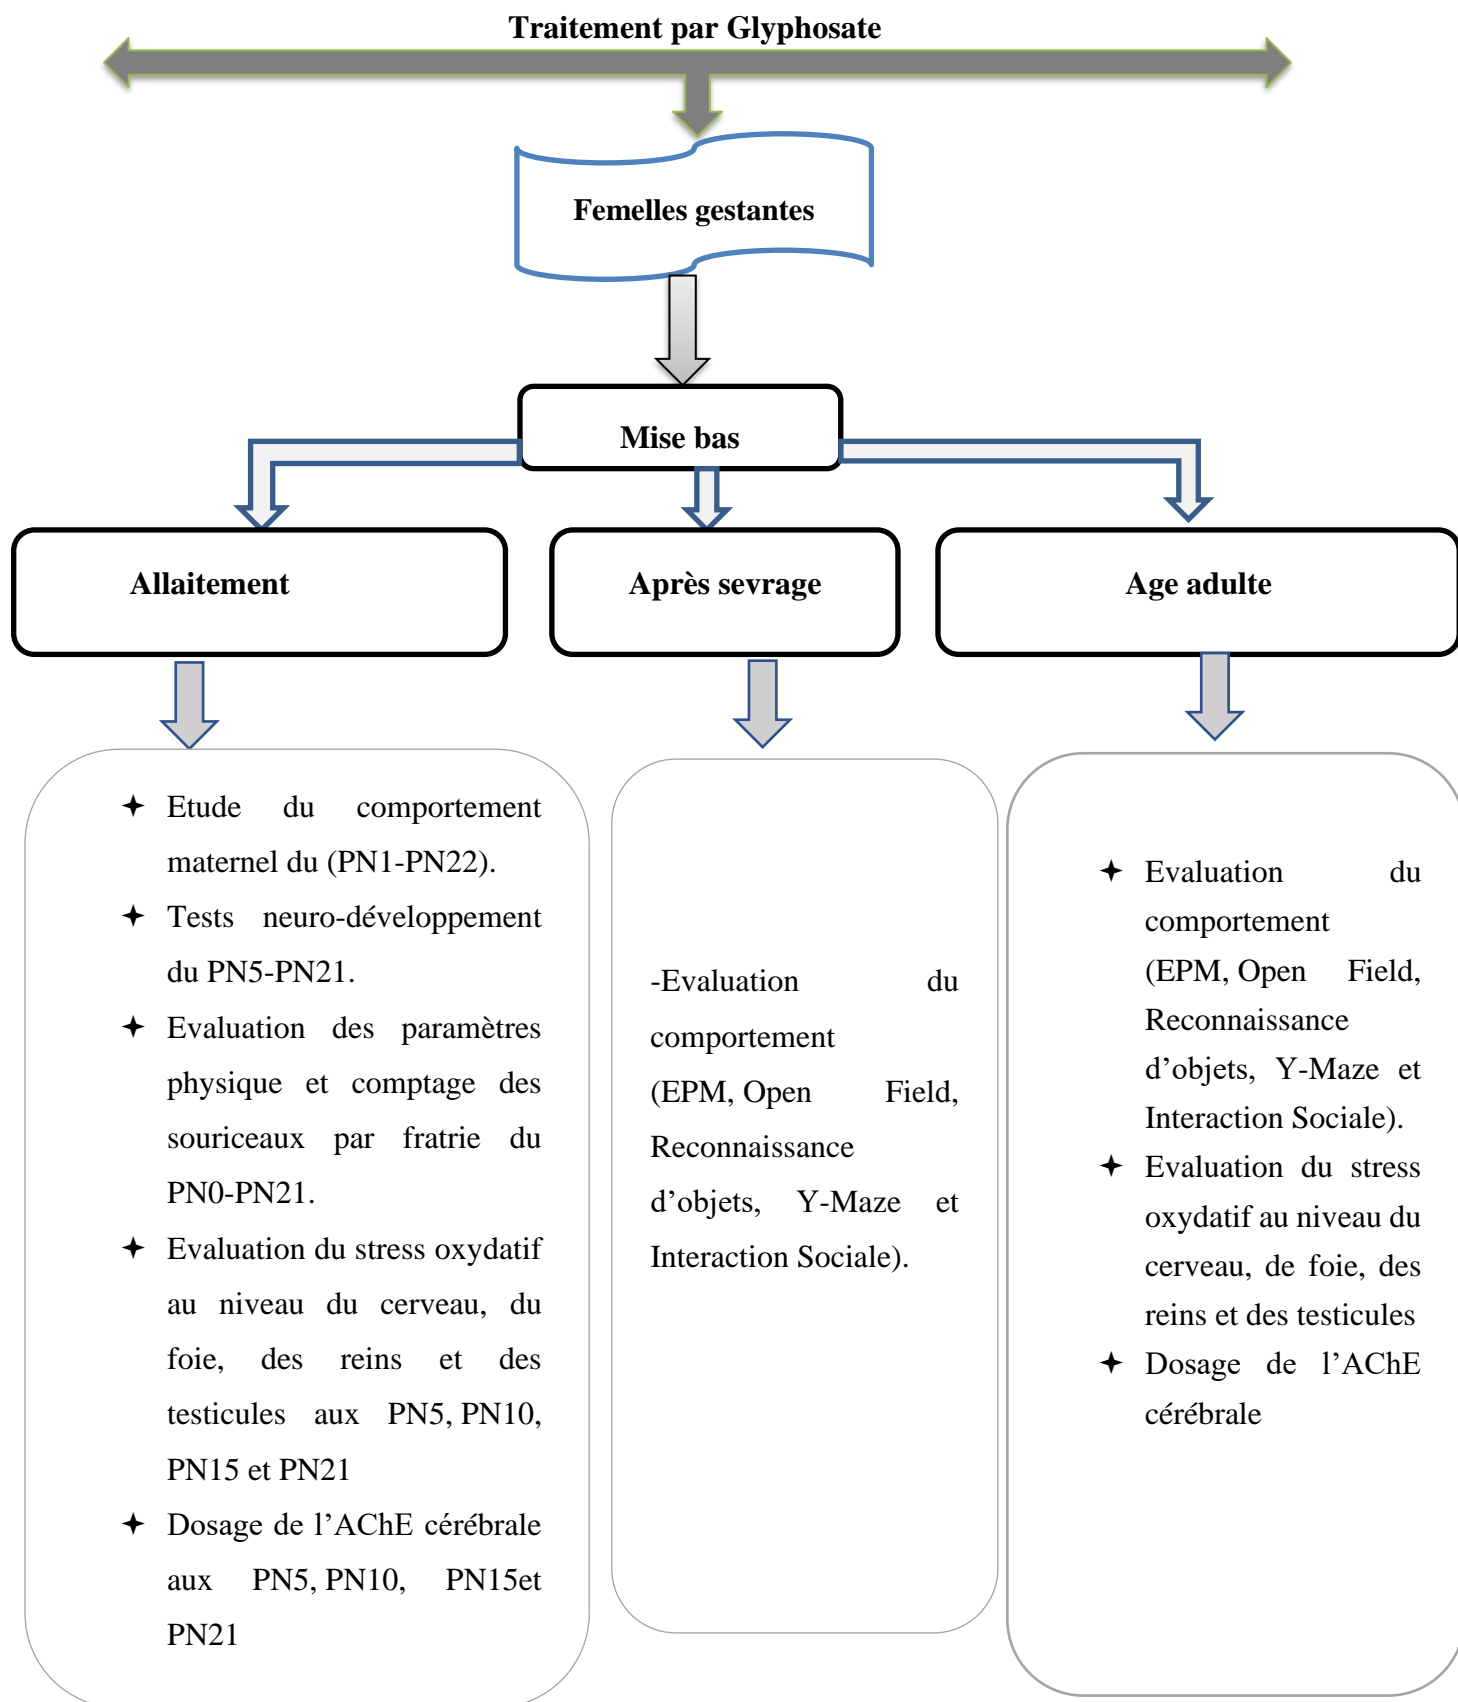 Traitement par Glyphosate
Femelles gestantes
Mise bas
Allaitement
Après sevrage
Age adulte
Etude du comportement
maternel du (PN1-PN22).
Tests neuro-développement
du PN5-PN21.
Evaluation des paramètres
physique et comptage des
souriceaux par fratrie du
PN0-PN21.
Evaluation du stress oxydatif
au niveau du cerveau, du
foie, des reins et des
testicules aux PN5, PN10,
PN15 et PN21
Dosage de l’AChE cérébrale
aux PN5, PN10, PN15et
PN21
-Evaluation du
comportement
(EPM, Open Field,
Reconnaissance
d’objets, Y-Maze et
Interaction Sociale).
Evaluation du
comportement
(EPM, Open Field,
Reconnaissance
d’objets, Y-Maze et
Interaction Sociale).
Evaluation du stress
oxydatif au niveau du
cerveau, de foie, des
reins et des testicules
Dosage de l’AChE
cérébrale